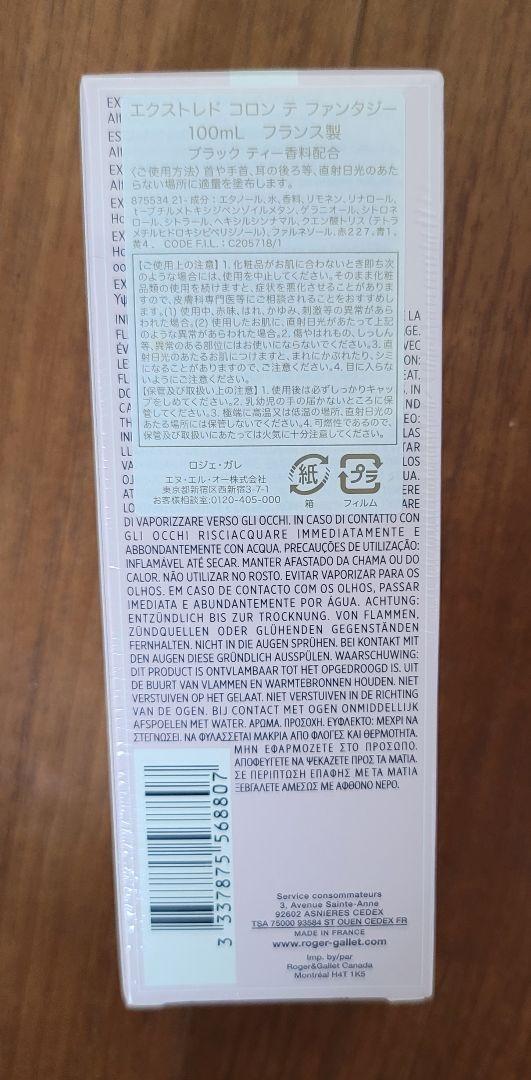 EX
Alt
ES
Alt
EX
Alt
EX
Ho
EX
Ho
oo
EX
エクストレド コロン テ ファンタジー
100mL フランス製
ブラック ティー香料配合
〈ご使用方法〉首や手首、耳の後ろ等、直射日光のあた
らない場所に適量を塗布します。
875534 21- 成分：エタノール、水、香料、リモネン、リナロール、
t-ブチルメトキシジベンゾイルメタン、ゲラニオール、シトロネ
ロール、シトラール、ヘキシルシンナマル、クエン酸トリス（テトラ
メチルヒドロキシピペリジノール）、ファルネソール、赤227、青1、
黄4、 CODE F.I.L. : C205718/1
【ご使用上の注意】1. 化粧品がお肌に合わないとき即ち次
のような場合には、使用を中止してください。そのまま化粧
品類の使用を続けますと、症状を悪化させることがありま
すので、皮膚科専門医等にご相談されることをおすすめし
ます。(1) 使用中、赤味、はれ、かゆみ、刺激等の異常があら
われた場合。(2) 使用したお肌に、直射日光があたって上記
のような異常があらわれた場合。2. 傷やはれもの、しっしん
等、異常のある部位にはお使いにならないでください。3. 直
射日光のあたるお肌につけますと、まれにかぶれたり、シミ
になることがありますので、ご注意ください。4. 目に入らな
いようにご注意ください。
【保管及び取扱い上の注意】1. 使用後は必ずしっかりキャッ
プをしめてください。2. 乳幼児の手の届かないところに保
管してください。3. 極端に高温又は低温の場所、直射日光の
あたる場所には保管しないでください。4. 可燃性であるので、
保管及び取扱いにあたっては火気に十分注意してください。
ロジェ・ガレ
エヌ・エル・オー株式会社
東京都新宿区西新宿3-7-1
お客様相談室:0120-405-000
紙
箱
プラ
フィルム
DI VAPORIZZARE VERSO GLI OCCHI. IN CASO DI CONTATTO CON
GLI OCCHI RISCIACQUARE IMMEDIATAMENTE E
ABBONDANTEMENTE CON ACQUA. PRECAUÇÕES DE UTILIZAÇÃO:
INFLAMÁVEL ATÉ SECAR. MANTER AFASTADO DA CHAMA OU DO
CALOR. NÃO UTILIZAR NO ROSTO. EVITAR VAPORIZAR PARA OS
OLHOS. EM CASO DE CONTACTO COM OS OLHOS, PASSAR
IMEDIATA E ABUNDANTEMENTE POR ÁGUA. ACHTUNG:
ENTZÜNDLICH BIS ZUR TROCKNUNG. VON FLAMMEN,
ZÜNDQUELLEN ODER GLÜHENDEN GEGENSTÄNDEN
FERNHALTEN. NICHT IN DIE AUGEN SPRÜHEN. BEI KONTAKT MIT
DEN AUGEN DIESE GRÜNDLICH AUSSPÜLEN. WAARSCHUWING:
DIT PRODUCT IS ONTVLAMBAAR TOT HET OPGEDROOGD IS. UIT
DE BUURT VAN VLAMMEN EN WARMTEBRONNEN HOUDEN. NIET
VERSTUIVEN OP HET GELAAT. NIET VERSTUIVEN IN DE RICHTING
VAN DE OGEN. BIJ CONTACT MET OGEN ONMIDDELLIJK
AFSPOELEN MET WATER. ΑΡΩΜΑ. ΠΡΟΣΟΧΗ. ΕΥΦΛΕΚΤΟ: ΜΕΧΡΙ ΝΑ
ΣΤΕΓΝΩΣΕΙ. ΝΑ ΦΥΛΑΣΣΕΤΑΙ ΜΑΚΡΙΑ ΑΠΟ ΦΛΟΓΕΣ ΚΑΙ ΘΕΡΜΟΤΗΤΑ.
ΜΗΝ ΕΦΑΡΜΟΖΕΤΕ ΣΤΟ ΠΡΟΣΩΠΟ.
ΑΠΟΦΕΥΓΕΤΕ ΝΑ ΨΕΚΑΖΕΤΕ ΠΡΟΣ ΤΑ ΜΑΤΙΑ.
ΣΕ ΠΕΡΙΠΤΩΣΗ ΕΠΑΦΗΣ ΜΕ ΤΑ ΜΑΤΙΑ
ΞΕΒΓΑΛΕΤΕ ΑΜΕΣΩΣ ΜΕ ΑΦΘΟΝΟ ΝΕΡΟ.
3 337875 568807
Service consommateurs
3, Avenue Sainte-Anne
92602 ASNIERES CEDEX
TSA 75000 93584 ST OUEN CEDEX FR
MADE IN FRANCE
www.roger-gallet.com
Imp. by/par
Roger&Gallet Canada
Montréal H4T 1K5